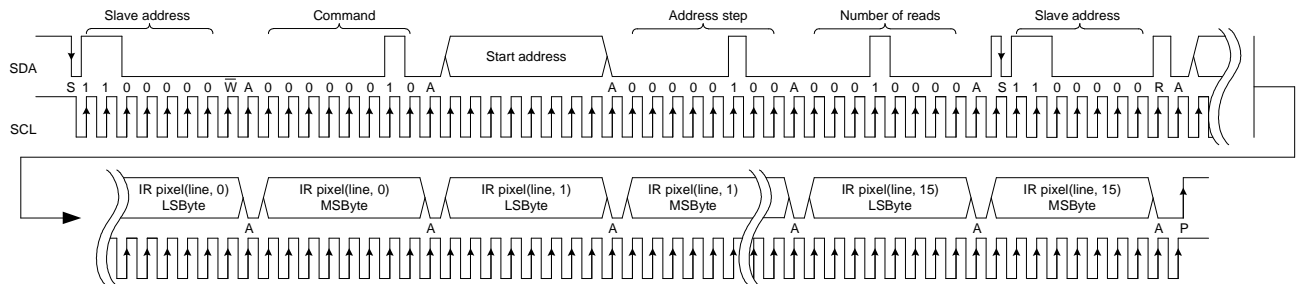 Slave address Command Address step Number of reads Slave address
SDA Start address
S 1 1 0 0 0 0 0 W̅ A 0 0 0 0 0 0 1 0 A A 0 0 0 0 0 1 0 0 A 0 0 0 1 0 0 0 0 A S 1 1 0 0 0 0 0 R A
SCL
IR pixel(line, 0) IR pixel(line, 0) IR pixel(line, 1) IR pixel(line, 1) IR pixel(line, 15) IR pixel(line, 15)
LSByte MSByte LSByte MSByte LSByte MSByte
A A A A A A P